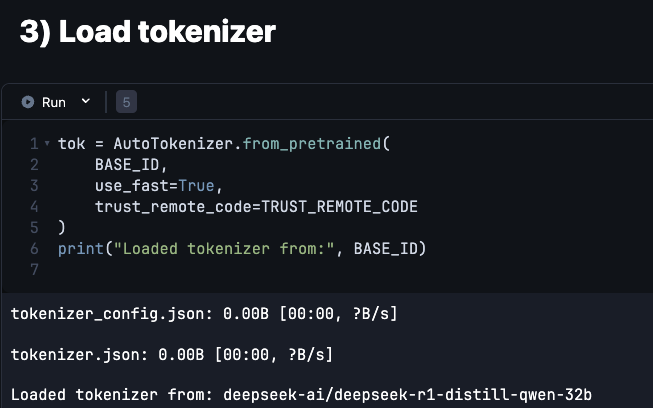 3) Load tokenizer
Run 5
1 tok = AutoTokenizer.from_pretrained(
2     BASE_ID,
3     use_fast=True,
4     trust_remote_code=TRUST_REMOTE_CODE
5 )
6 print("Loaded tokenizer from:", BASE_ID)
7
tokenizer_config.json: 0.00B [00:00, ?B/s]
tokenizer.json: 0.00B [00:00, ?B/s]
Loaded tokenizer from: deepseek-ai/deepseek-r1-distill-qwen-32b